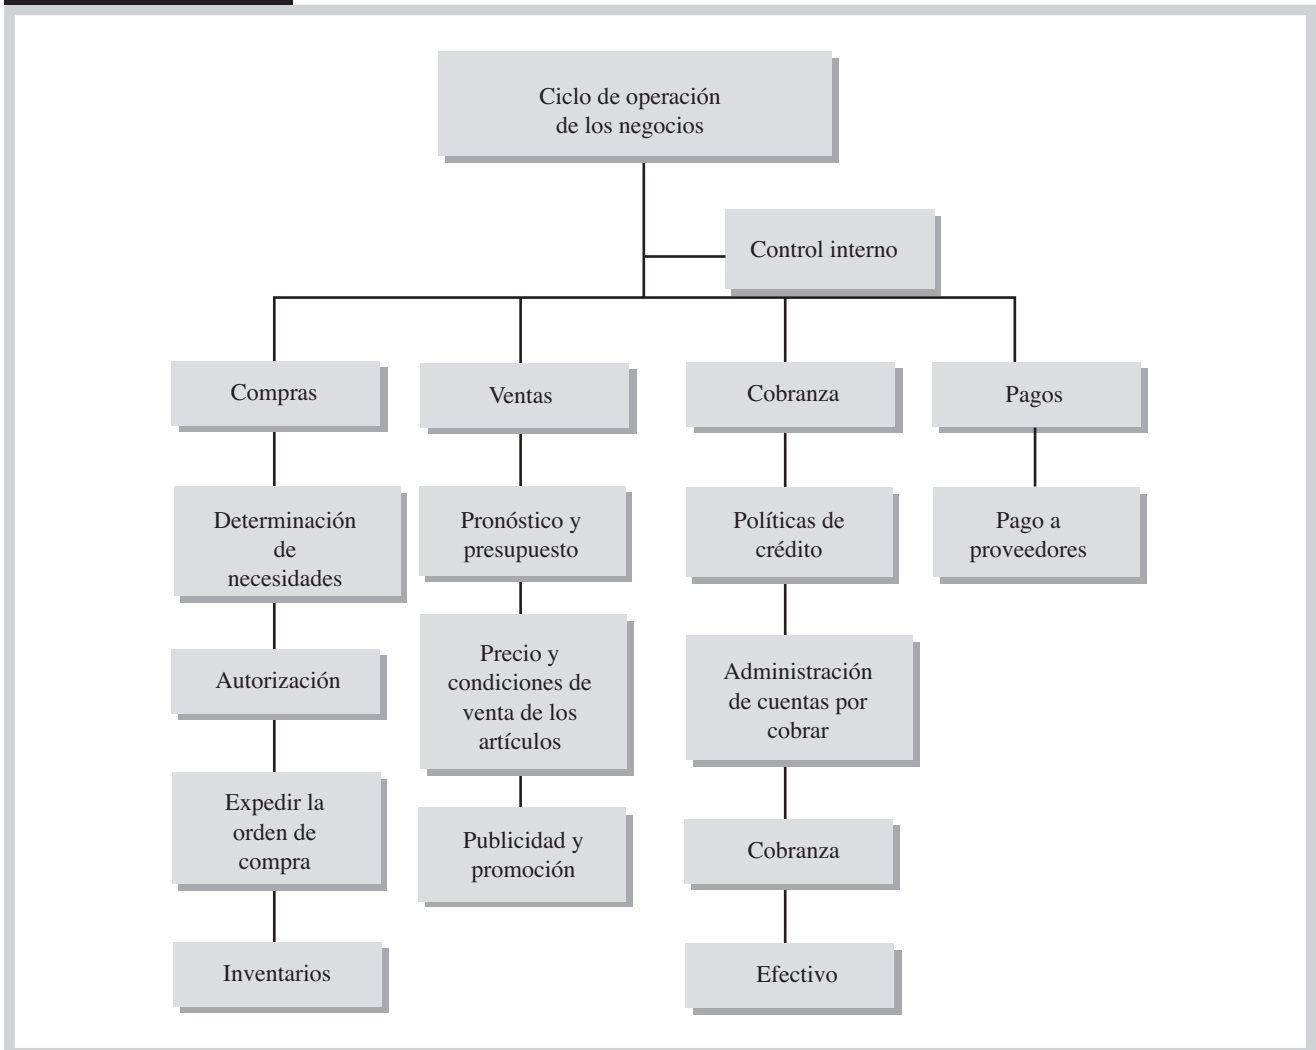 Ciclo de operación
de los negocios
Control interno
Compras
Ventas
Cobranza
Pagos
Determinación
de
necesidades
Pronóstico y
presupuesto
Políticas de
crédito
Pago a
proveedores
Autorización
Precio y
condiciones de
venta de los
artículos
Administración
de cuentas por
cobrar
Expedir la
orden de
compra
Publicidad y
promoción
Cobranza
Inventarios
Efectivo